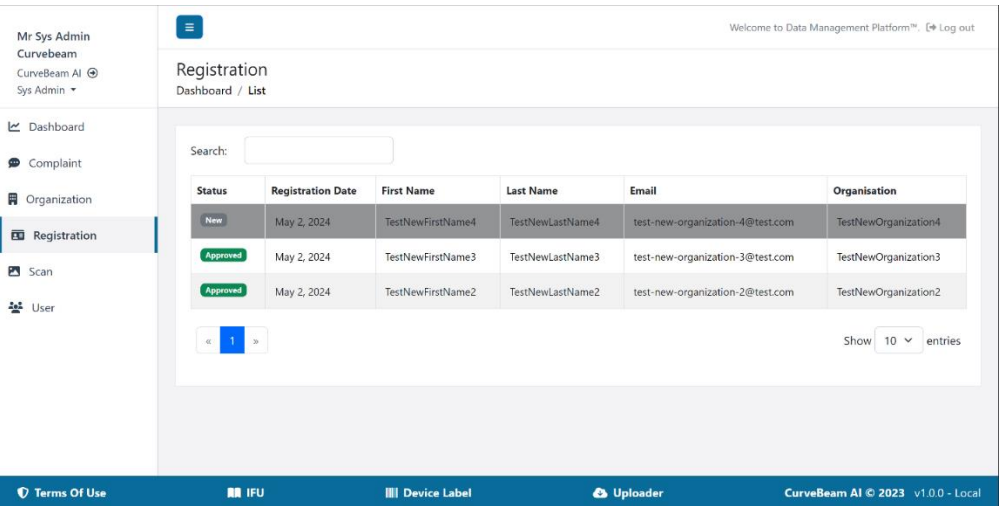 Mr Sys Admin
Curvebeam
CurveBeam AI
Sys Admin
Dashboard
Complaint
Organization
Registration
Scan
User
Welcome to Data Management Platform™. Log out
Registration
Dashboard / List
Search:
Status Registration Date First Name Last Name Email Organisation
New May 2, 2024 TestNewFirstName4 TestNewLastName4 test-new-organization-4@test.com TestNewOrganization4
Approved May 2, 2024 TestNewFirstName3 TestNewLastName3 test-new-organization-3@test.com TestNewOrganization3
Approved May 2, 2024 TestNewFirstName2 TestNewLastName2 test-new-organization-2@test.com TestNewOrganization2
« 1 » Show 10 entries
Terms Of Use IFU Device Label Uploader CurveBeam AI © 2023 v1.0.0 - Local